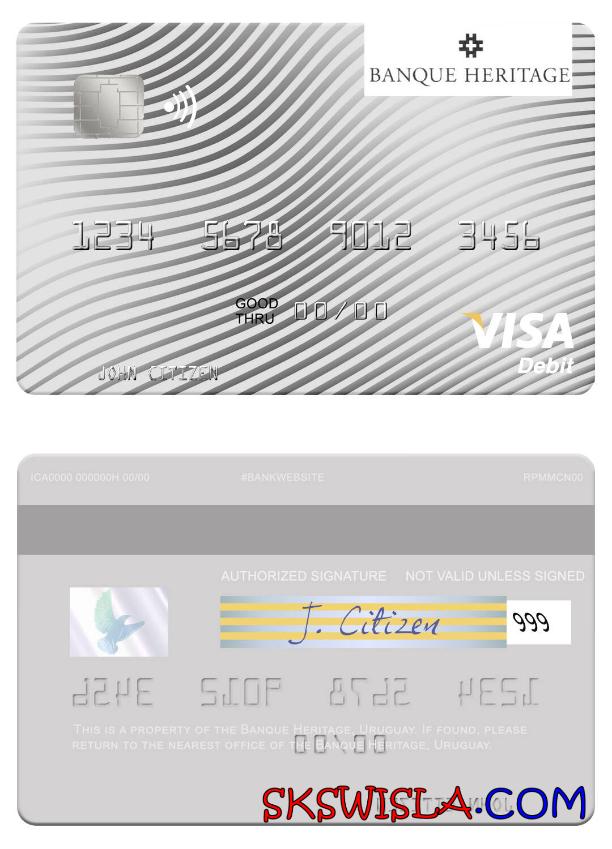 BANQUE HERITAGE
1234 5678 9012 3456
GOOD
THRU 00/00
VISA
Debit
JOHN CITIZEN
ICA0000 000000H 00/00 #BANKWEBSITE RPMMCN00
AUTHORIZED SIGNATURE NOT VALID UNLESS SIGNED
J. Citizen 999
THIS IS A PROPERTY OF THE BANQUE HERITAGE, URUGUAY. IF FOUND, PLEASE
RETURN TO THE NEAREST OFFICE OF THE BANQUE HERITAGE, URUGUAY.
SKSWISLA.COM